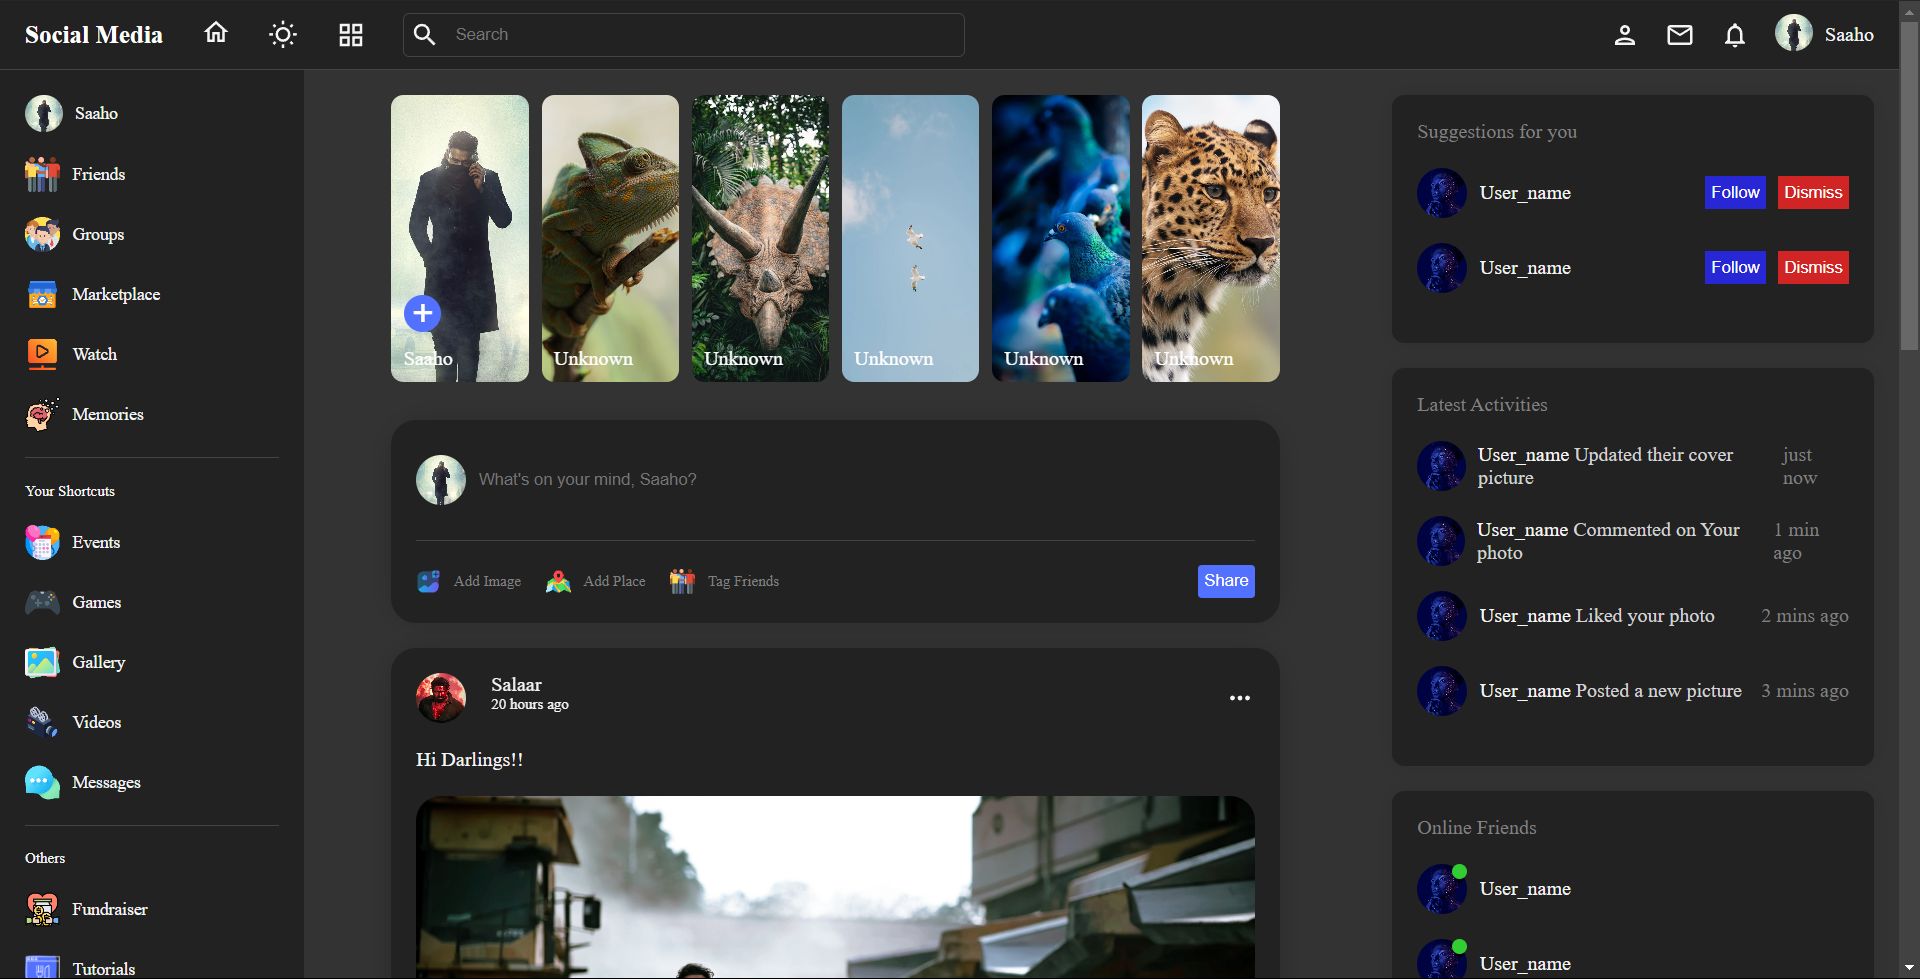 Social Media
Search
Saaho
Saaho
Friends
Groups
Marketplace
Watch
Memories
Your Shortcuts
Events
Games
Gallery
Videos
Messages
Others
Fundraiser
Tutorials
Saaho
Unknown
Unknown
Unknown
Unknown
Unknown
What's on your mind, Saaho?
Add Image
Add Place
Tag Friends
Share
Salaar
20 hours ago
Hi Darlings!!
Suggestions for you
User_name
Follow
Dismiss
User_name
Follow
Dismiss
Latest Activities
User_name Updated their cover
picture
just
now
User_name Commented on Your
photo
1 min
ago
User_name Liked your photo
2 mins ago
User_name Posted a new picture
3 mins ago
Online Friends
User_name
User_name